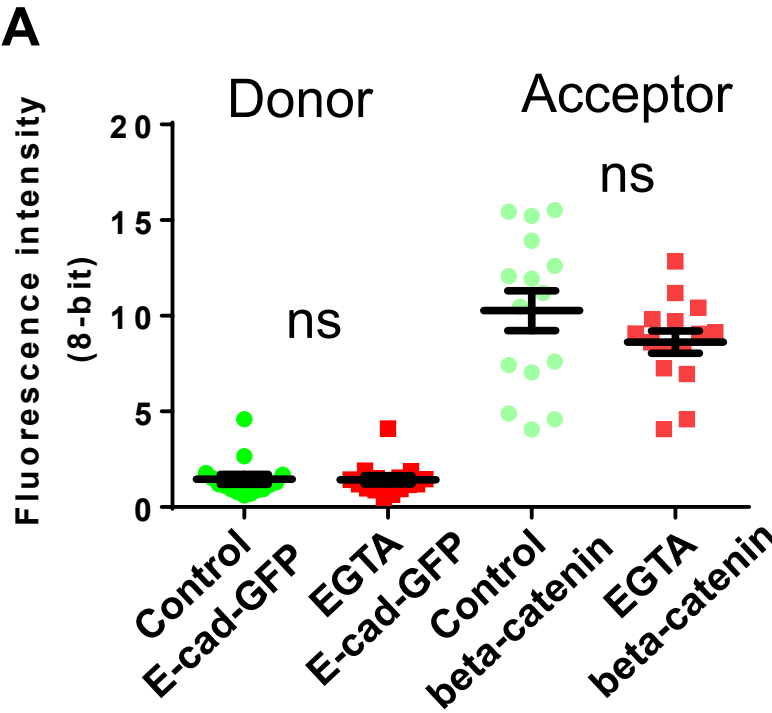 A
Donor
Acceptor
Fluorescence intensity
(8-bit)
20
15
10
5
0
ns
ns
Control
E-cad-GFP
EGTA
E-cad-GFP
Control
beta-catenin
EGTA
beta-catenin